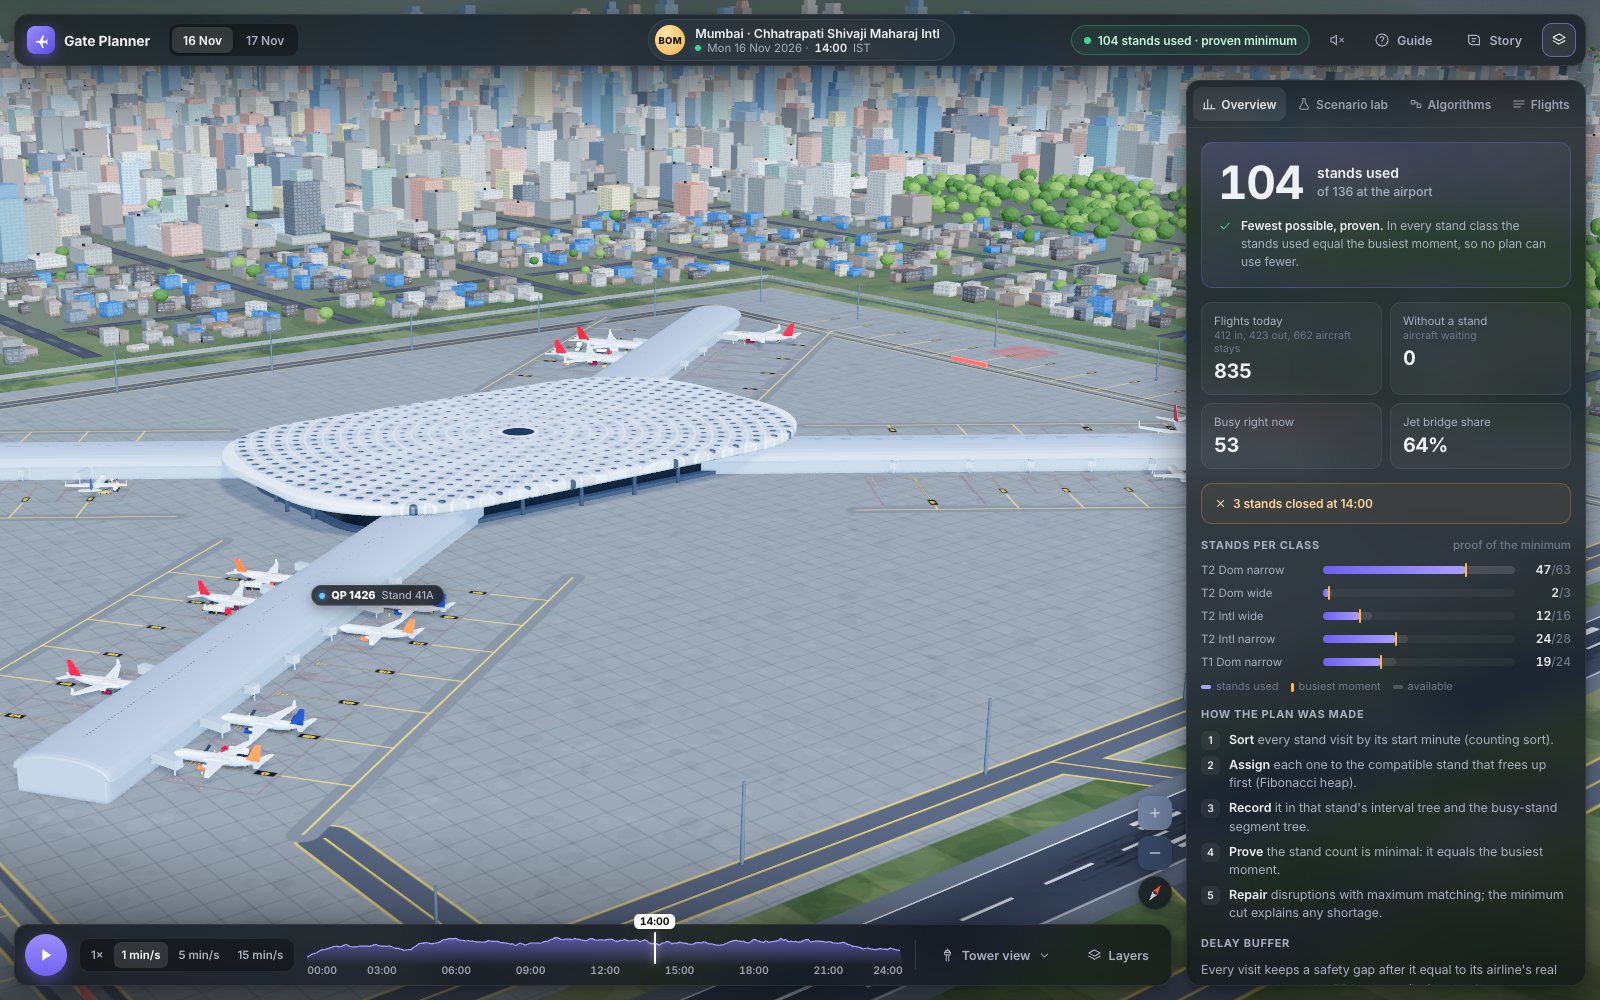 Gate Planner
16 Nov
17 Nov
BOM
Mumbai · Chhatrapati Shivaji Maharaj Intl
Mon 16 Nov 2026 · 14:00 IST
104 stands used · proven minimum
Guide
Story
Overview
Scenario lab
Algorithms
Flights
104
stands used
of 136 at the airport
Fewest possible, proven. In every stand class the
stands used equal the busiest moment, so no plan can
use fewer.
Flights today
412 in, 423 out, 662 aircraft
stays
835
Without a stand
aircraft waiting
0
Busy right now
53
Jet bridge share
64%
3 stands closed at 14:00
STANDS PER CLASS
proof of the minimum
T2 Dom narrow 47/63
T2 Dom wide 2/3
T2 Intl wide 12/16
T2 Intl narrow 24/28
T1 Dom narrow 19/24
stands used
busiest moment
available
HOW THE PLAN WAS MADE
1 Sort every stand visit by its start minute (counting sort).
2 Assign each one to the compatible stand that frees up
first (Fibonacci heap).
3 Record it in that stand's interval tree and the busy-stand
segment tree.
4 Prove the stand count is minimal: it equals the busiest
moment.
5 Repair disruptions with maximum matching; the minimum
cut explains any shortage.
DELAY BUFFER
Every visit keeps a safety gap after it equal to its airline's real
QP 1426 Stand 41A
14:00
1×
1 min/s
5 min/s
15 min/s
00:00
03:00
06:00
09:00
12:00
15:00
18:00
21:00
24:00
Tower view
Layers